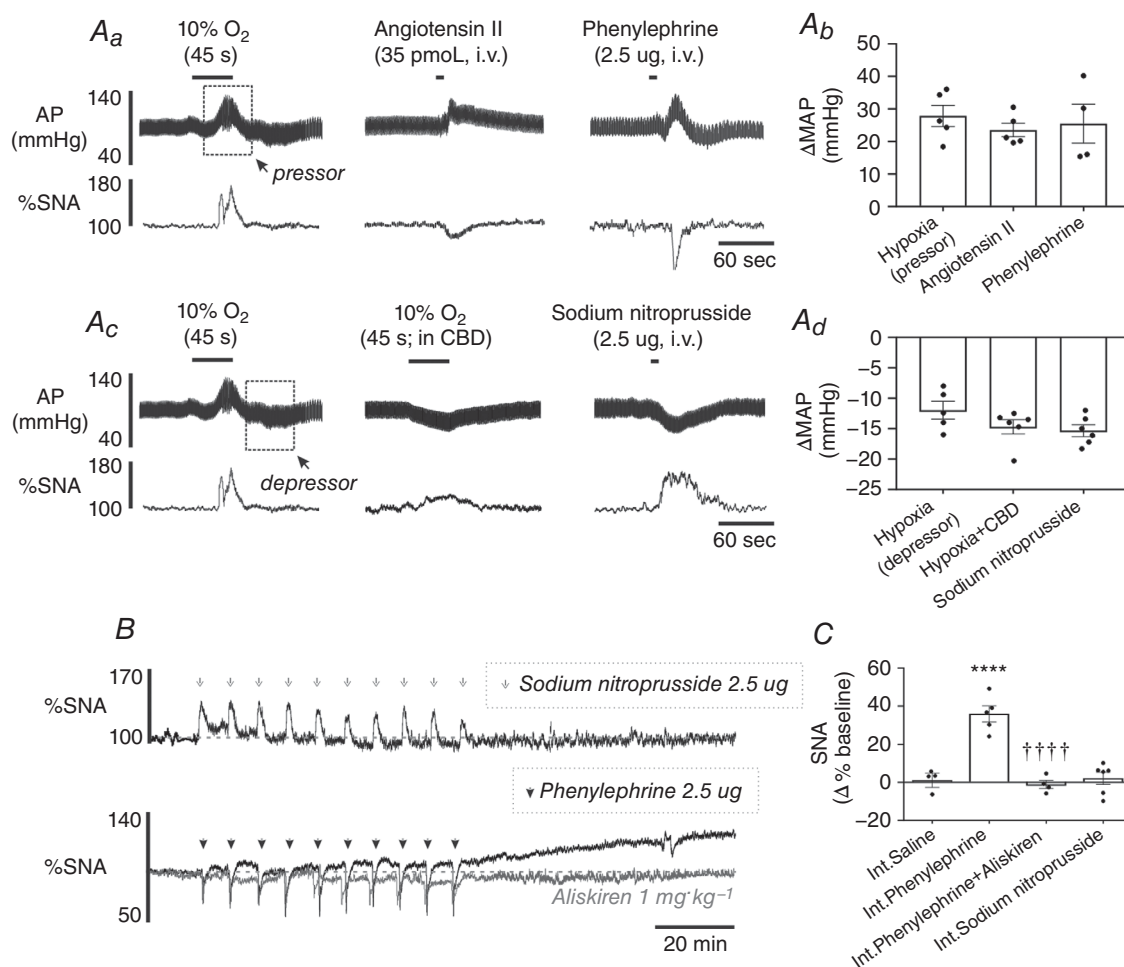 Aa
10% O2
(45 s)
Angiotensin II
(35 pmoL, i.v.)
Phenylephrine
(2.5 ug, i.v.)
AP
(mmHg)
140
40
pressor
%SNA
180
100
60 sec
Ab
ΔMAP
(mmHg)
50
40
30
20
10
0
Hypoxia
(pressor)
Angiotensin II
Phenylephrine
Ac
10% O2
(45 s)
10% O2
(45 s; in CBD)
Sodium nitroprusside
(2.5 ug, i.v.)
AP
(mmHg)
140
40
depressor
%SNA
180
100
60 sec
Ad
ΔMAP
(mmHg)
0
−5
−10
−15
−20
−25
Hypoxia
(depressor)
Hypoxia+CBD
Sodium nitroprusside
B
%SNA
170
100
Sodium nitroprusside 2.5 ug
Phenylephrine 2.5 ug
%SNA
140
50
Aliskiren 1 mg·kg−1
20 min
C
SNA
(Δ % baseline)
60
40
20
0
−20
****
††††
Int.Saline
Int.Phenylephrine
Int.Phenylephrine+Aliskiren
Int.Sodium nitroprusside